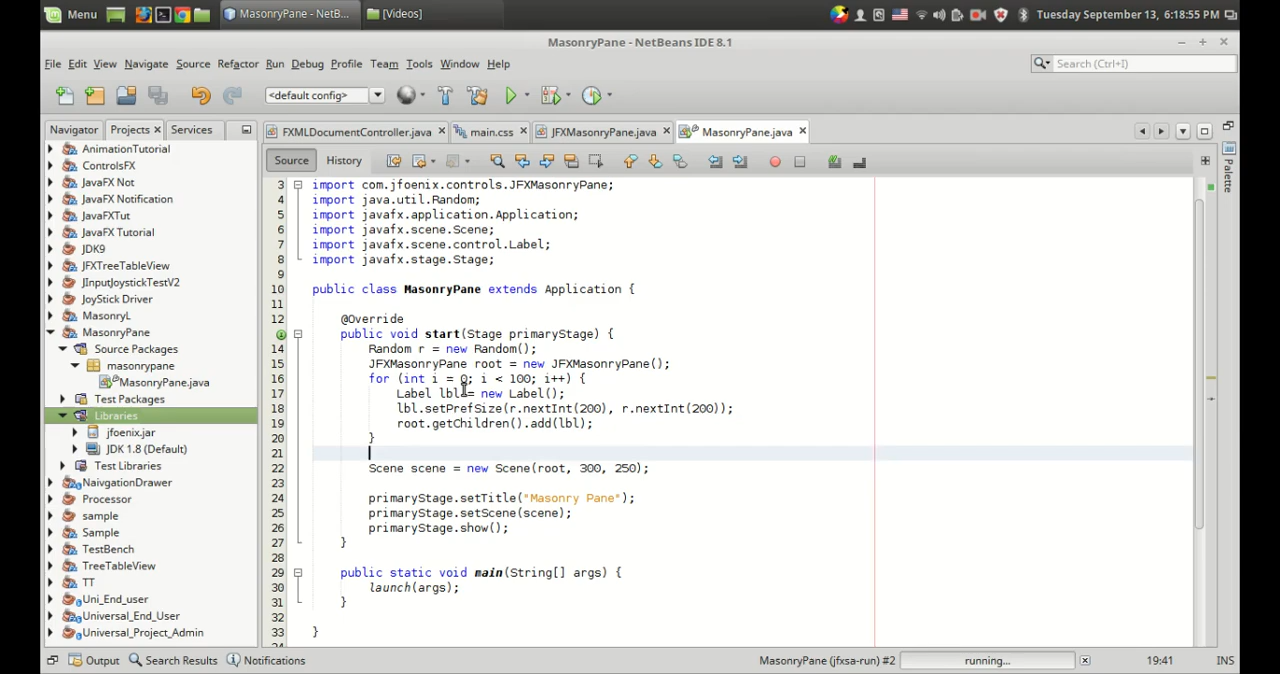 Menu
MasonryPane - NetB...
[Videos]
Tuesday September 13, 6:18:55 PM
MasonryPane - NetBeans IDE 8.1
File Edit View Navigate Source Refactor Run Debug Profile Team Tools Window Help
Search (Ctrl+I)
<default config>
Navigator Projects Services
FXMLDocumentController.java main.css JFXMasonryPane.java MasonryPane.java
Source History
Palette
AnimationTutorial
ControlsFX
JavaFX Not
JavaFX Notification
JavaFXTut
JavaFX Tutorial
JDK9
JFXTreeTableView
JInputJoystickTestV2
JoyStick Driver
MasonryL
MasonryPane
Source Packages
masonrypane
MasonryPane.java
Test Packages
Libraries
jfoenix.jar
JDK 1.8 (Default)
Test Libraries
NavigationDrawer
Processor
sample
Sample
TestBench
TreeTableView
TT
Uni_End_user
Universal_End_User
Universal_Project_Admin
3 import com.jfoenix.controls.JFXMasonryPane;
4 import java.util.Random;
5 import javafx.application.Application;
6 import javafx.scene.Scene;
7 import javafx.scene.control.Label;
8 import javafx.stage.Stage;
9
10 public class MasonryPane extends Application {
11
12 @Override
public void start(Stage primaryStage) {
14 Random r = new Random();
15 JFXMasonryPane root = new JFXMasonryPane();
16 for (int i = 0; i < 100; i++) {
17 Label lbl = new Label();
18 lbl.setPrefSize(r.nextInt(200), r.nextInt(200));
19 root.getChildren().add(lbl);
20 }
21
22 Scene scene = new Scene(root, 300, 250);
23
24 primaryStage.setTitle("Masonry Pane");
25 primaryStage.setScene(scene);
26 primaryStage.show();
27 }
28
29 public static void main(String[] args) {
30 launch(args);
31 }
32
33 }
Output Search Results Notifications
MasonryPane (jfxsa-run) #2 running... 19:41 INS